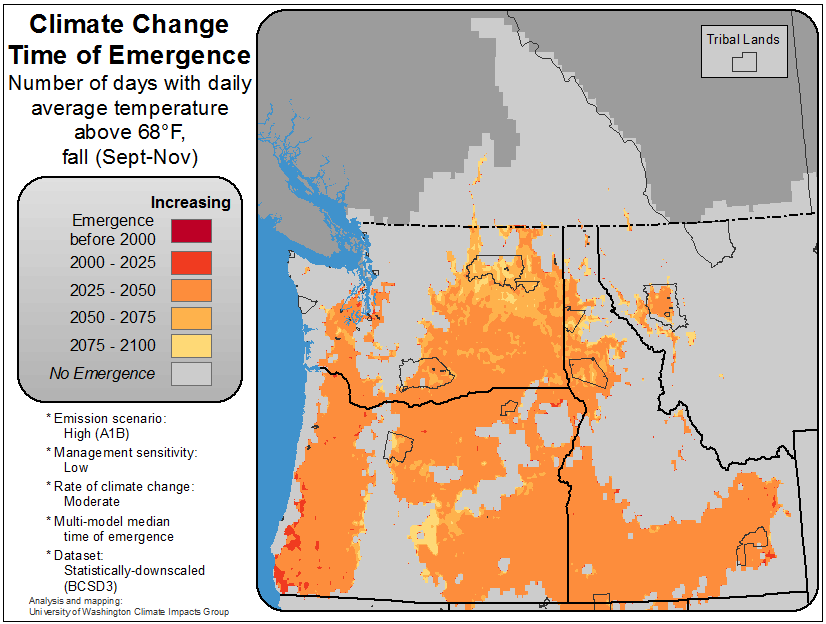 Climate Change
Time of Emergence
Number of days with daily
average temperature
above 68°F,
fall (Sept-Nov)
Increasing
Emergence
before 2000
2000 - 2025
2025 - 2050
2050 - 2075
2075 - 2100
No Emergence
* Emission scenario:
High (A1B)
* Management sensitivity:
Low
* Rate of climate change:
Moderate
* Multi-model median
time of emergence
* Dataset:
Statistically-downscaled
(BCSD3)
Analysis and mapping:
University of Washington Climate Impacts Group
Tribal Lands